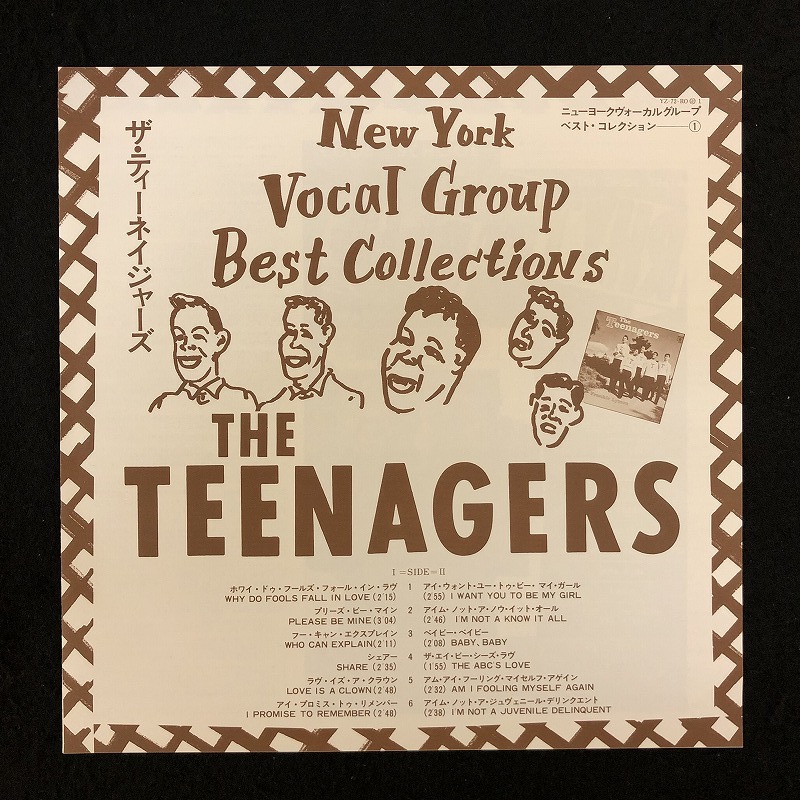 YZ-73-RO 1
ニューヨークヴォーカルグループ
ベスト・コレクション——①
ザ・ティーネイジャーズ
New York
Vocal Group
Best Collections
The
Teenagers
THE
TEENAGERS
I=SIDE=II
ホワイ・ドゥ・フールズ・フォール・イン・ラヴ 1 アイ・ウォント・ユー・トゥ・ビー・マイ・ガール
WHY DO FOOLS FALL IN LOVE (2'15) (2'55) I WANT YOU TO BE MY GIRL
プリーズ・ビー・マイン 2 アイム・ノット・ア・ノウ・イット・オール
PLEASE BE MINE (3'04) (2'46) I'M NOT A KNOW IT ALL
フー・キャン・エクスプレイン 3 ベイビー・ベイビー
WHO CAN EXPLAIN (2'11) (2'08) BABY, BABY
シェアー 4 ザ・エイ・ビー・シーズ・ラヴ
SHARE (2'35) (1'55) THE ABC'S LOVE
ラヴ・イズ・ア・クラウン 5 アム・アイ・フーリング・マイセルフ・アゲイン
LOVE IS A CLOWN (2'48) (2'32) AM I FOOLING MYSELF AGAIN
アイ・プロミス・トゥ・リメンバー 6 アイム・ノット・ア・ジュヴェニール・デリンクエント
I PROMISE TO REMEMBER (2'48) (2'38) I'M NOT A JUVENILE DELINQUENT